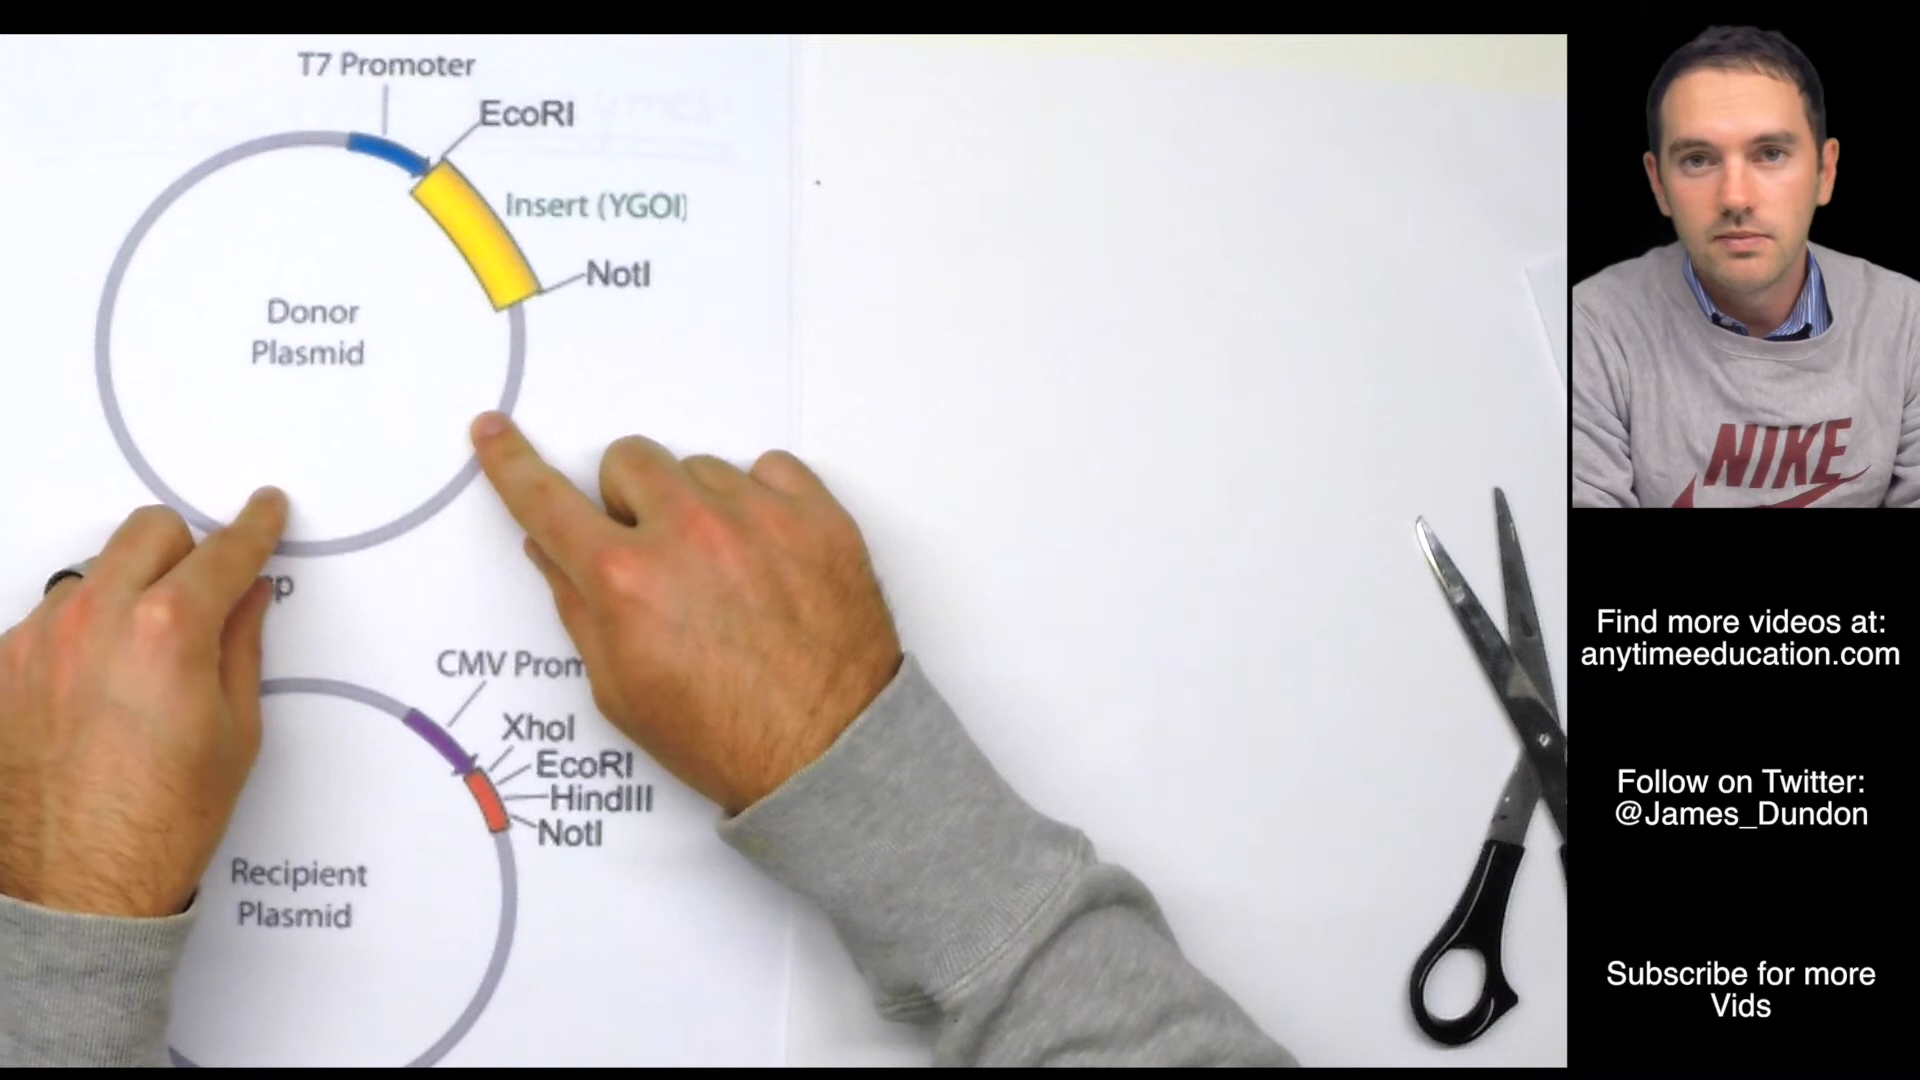 T7 Promoter
EcoRI
Insert (YGOI)
NotI
Donor
Plasmid
CMV Prom
XhoI
EcoRI
HindIII
NotI
Recipient
Plasmid
NIKE
Find more videos at:
anytimeeducation.com
Follow on Twitter:
@James_Dundon
Subscribe for more
Vids